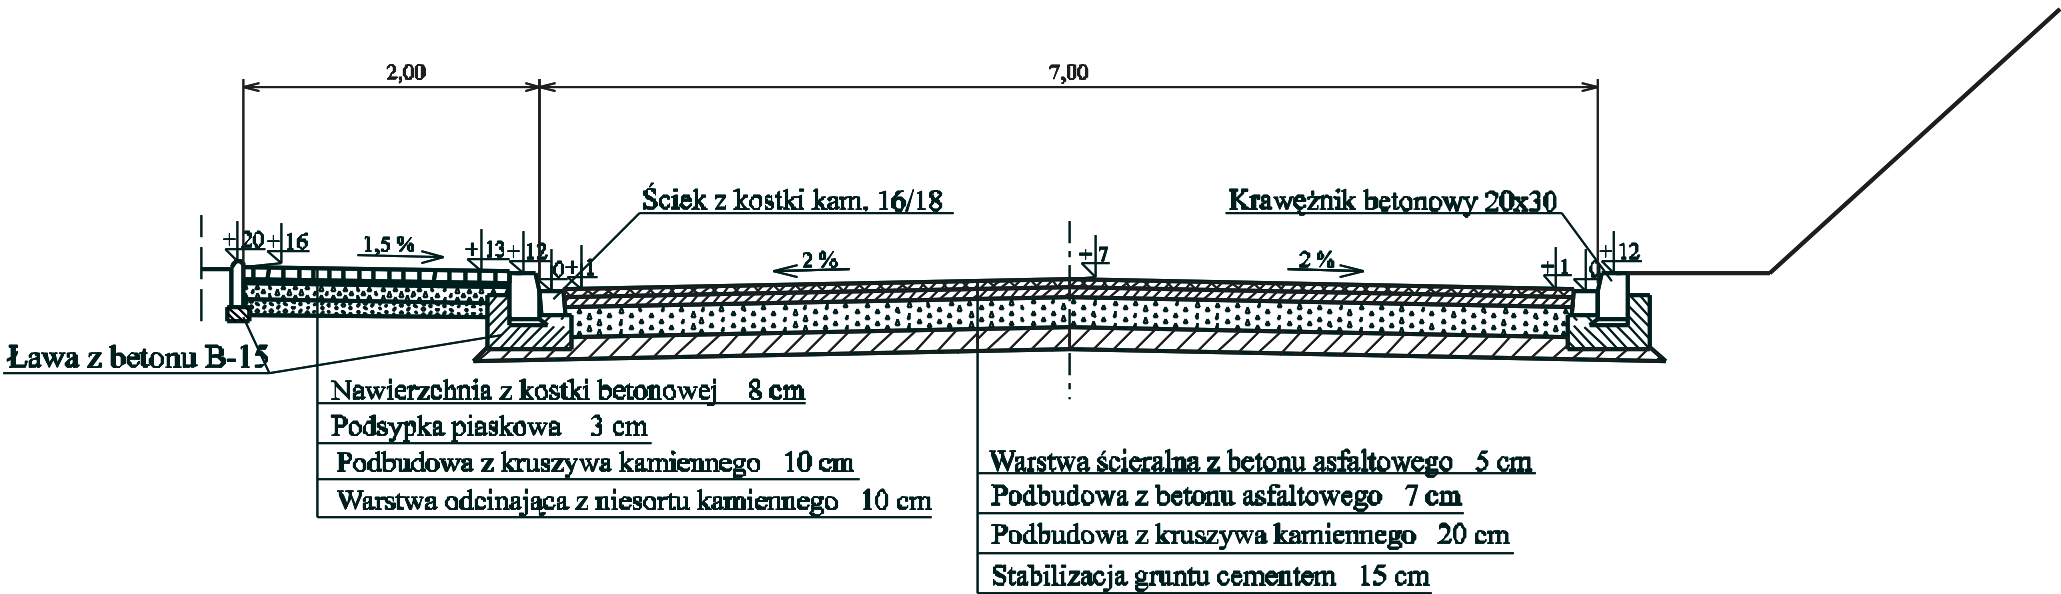 2,00
7,00
Ściek z kostki kam. 16/18
Krawężnik betonowy 20x30
+20
+16
1,5 %
+13
+12
0
+1
2 %
+7
2 %
+1
0
+12
Ława z betonu B-15
Nawierzchnia z kostki betonowej 8 cm
Podsypka piaskowa 3 cm
Podbudowa z kruszywa kamiennego 10 cm
Warstwa odcinająca z niesortu kamiennego 10 cm
Warstwa ścieralna z betonu asfaltowego 5 cm
Podbudowa z betonu asfaltowego 7 cm
Podbudowa z kruszywa kamiennego 20 cm
Stabilizacja gruntu cementem 15 cm